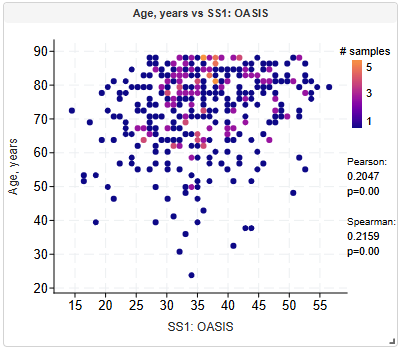 Age, years vs SS1: OASIS
# samples
5
3
1
Pearson:
0.2047
p=0.00
Spearman:
0.2159
p=0.00
Age, years
90
80
70
60
50
40
30
20
15 20 25 30 35 40 45 50 55
SS1: OASIS